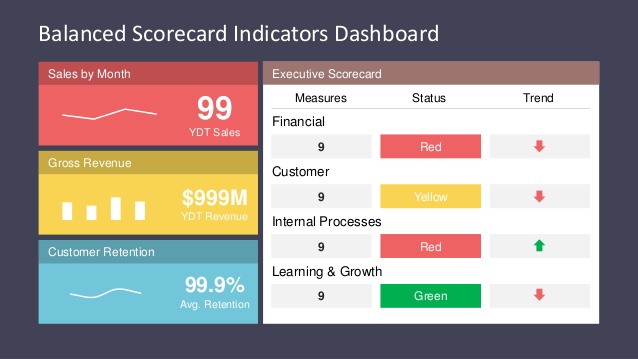 Balanced Scorecard Indicators Dashboard
Sales by Month
99
YDT Sales
Gross Revenue
$999M
YDT Revenue
Customer Retention
99.9%
Avg. Retention
Executive Scorecard
Measures Status Trend
Financial
9 Red
Customer
9 Yellow
Internal Processes
9 Red
Learning & Growth
9 Green